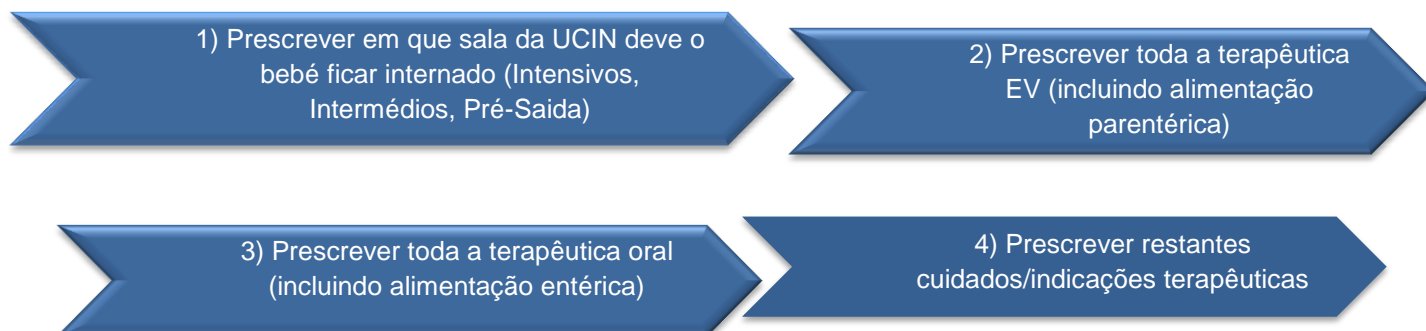 1) Prescrever em que sala da UCIN deve o
bebé ficar internado (Intensivos,
Intermédios, Pré-Saida)
2) Prescrever toda a terapêutica
EV (incluindo alimentação
parentérica)
3) Prescrever toda a terapêutica oral
(incluindo alimentação entérica)
4) Prescrever restantes
cuidados/indicações terapêuticas